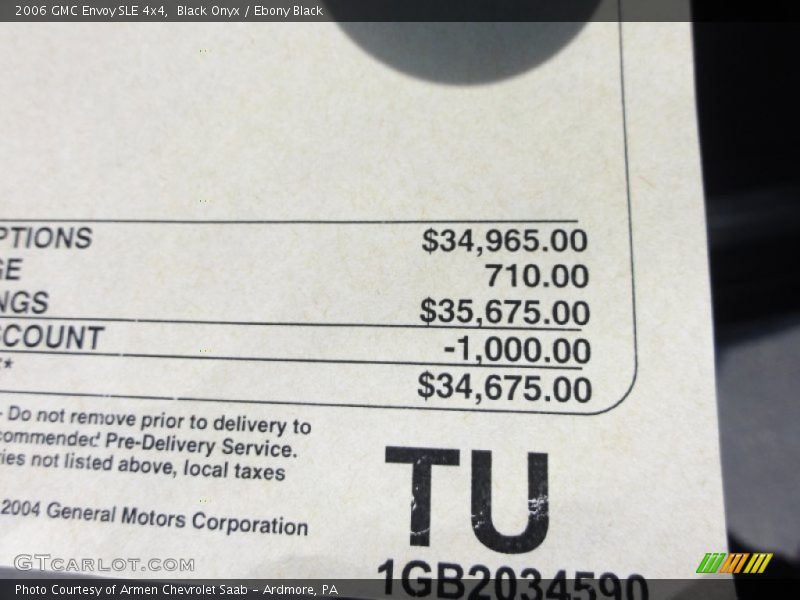 2006 GMC Envoy SLE 4x4, Black Onyx / Ebony Black
PTIONS $34,965.00
GE 710.00
NGS $35,675.00
SCOUNT -1,000.00
* $34,675.00
- Do not remove prior to delivery to
commended Pre-Delivery Service.
ries not listed above, local taxes
2004 General Motors Corporation
TU
1GB2034590
GTCARLOT.COM
Photo Courtesy of Armen Chevrolet Saab - Ardmore, PA